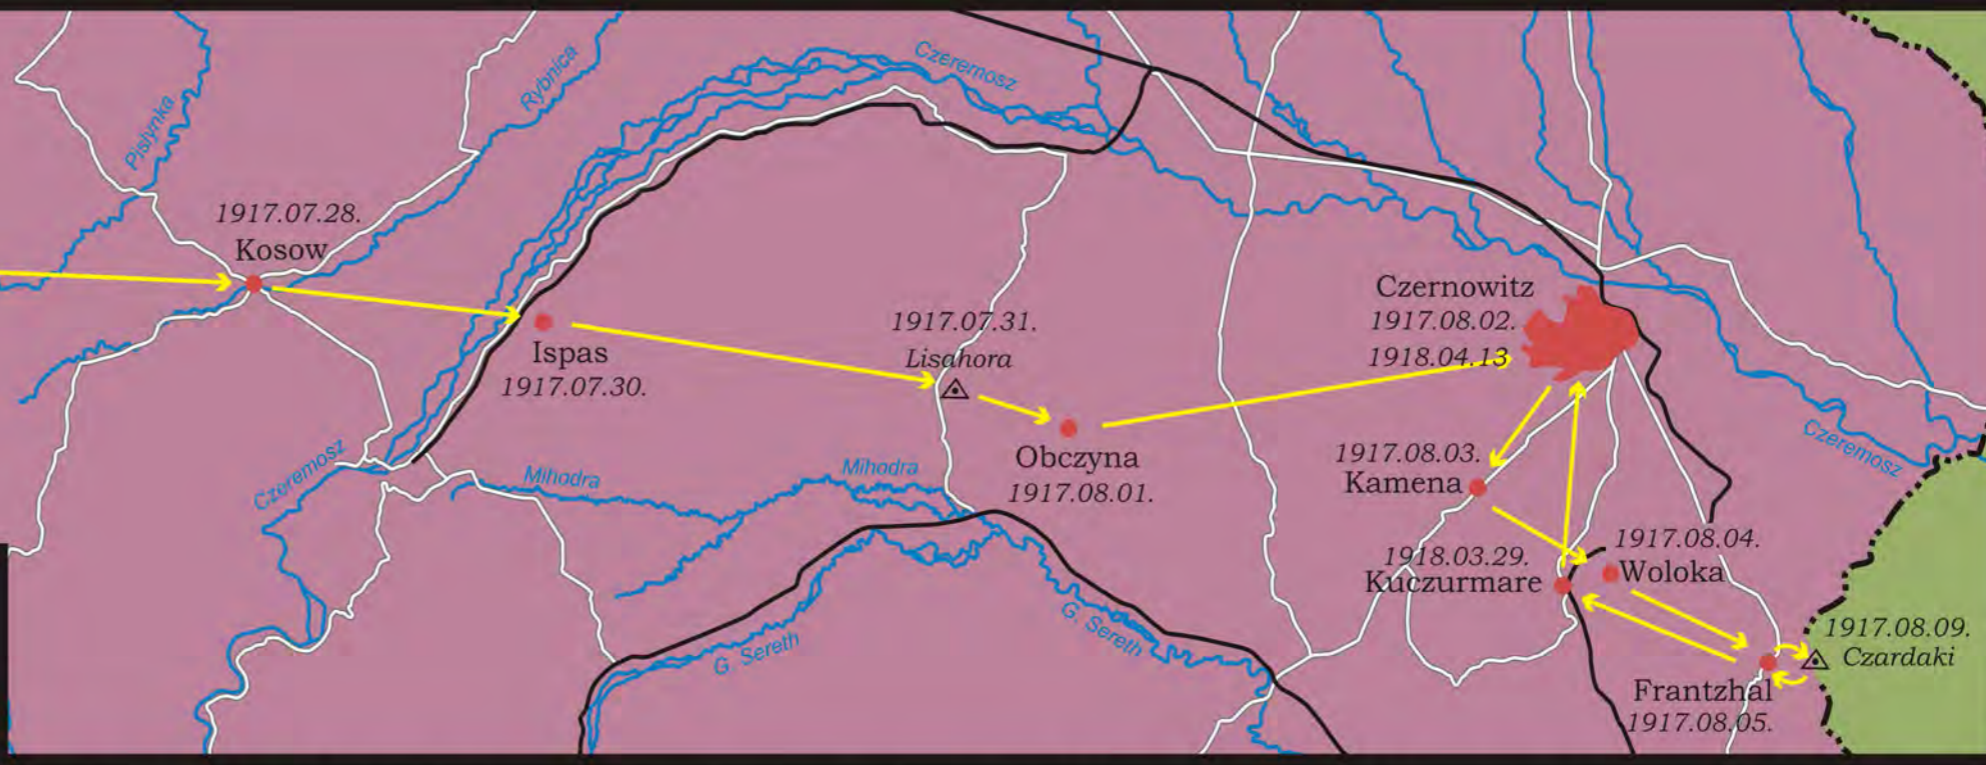 Pistynka
Rybnica
Czeremosz
1917.07.28.
Kosow
Ispas
1917.07.30.
1917.07.31.
Lisahora
Obczyna
1917.08.01.
Czernowitz
1917.08.02.
1918.04.13
Czeremosz
Mihodra
Mihodra
Czeremosz
1917.08.03.
Kamena
1918.03.29.
Kuczurmare
1917.08.04.
Woloka
G. Sereth
G. Sereth
1917.08.09.
Czardaki
Frantzhal
1917.08.05.